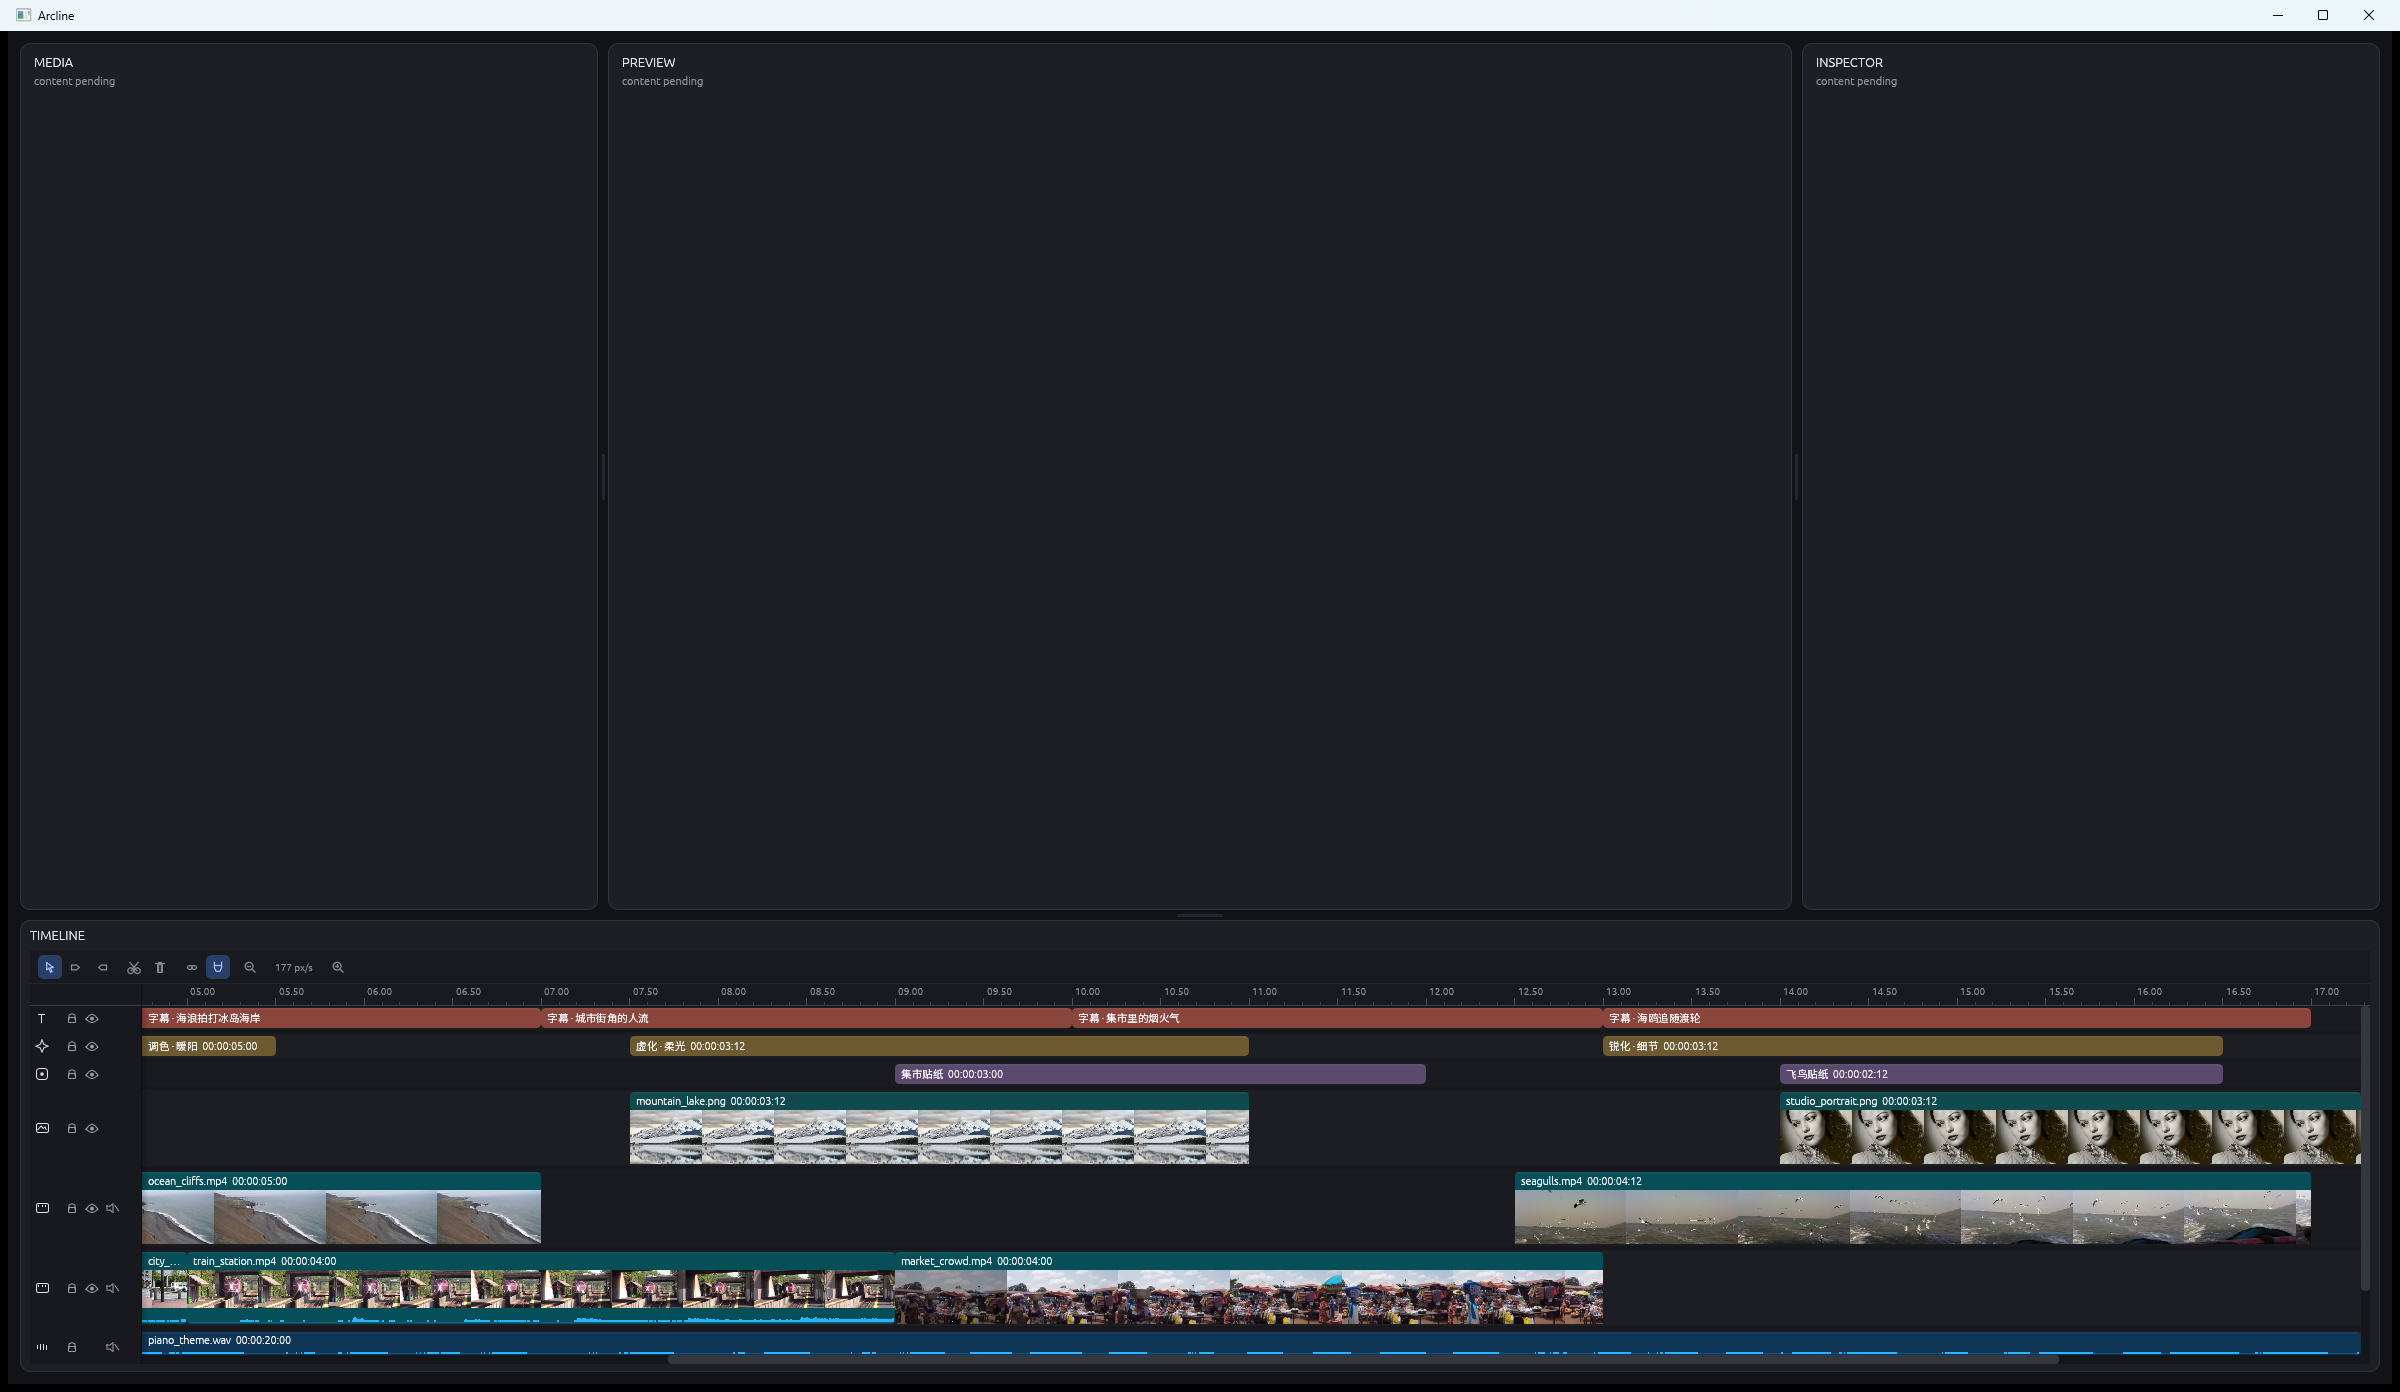 Arcline
MEDIA
content pending
PREVIEW
content pending
INSPECTOR
content pending
TIMELINE
177 px/s
05.00 05.50 06.00 06.50 07.00 07.50 08.00 08.50 09.00 09.50 10.00 10.50 11.00 11.50 12.00 12.50 13.00 13.50 14.00 14.50 15.00 15.50 16.00 16.50 17.00
T 字幕 · 海浪拍打冰岛海岸 字幕 · 城市街角的人流 字幕 · 集市里的烟火气 字幕 · 海鸥追随渡轮
调色 · 暖阳 00:00:05:00 虚化 · 柔光 00:00:03:12 锐化 · 细节 00:00:03:12
集市贴纸 00:00:03:00 飞鸟贴纸 00:00:02:12
mountain_lake.png 00:00:03:12 studio_portrait.png 00:00:03:12
ocean_cliffs.mp4 00:00:05:00 seagulls.mp4 00:00:04:12
city_... train_station.mp4 00:00:04:00 market_crowd.mp4 00:00:04:00
piano_theme.wav 00:00:20:00